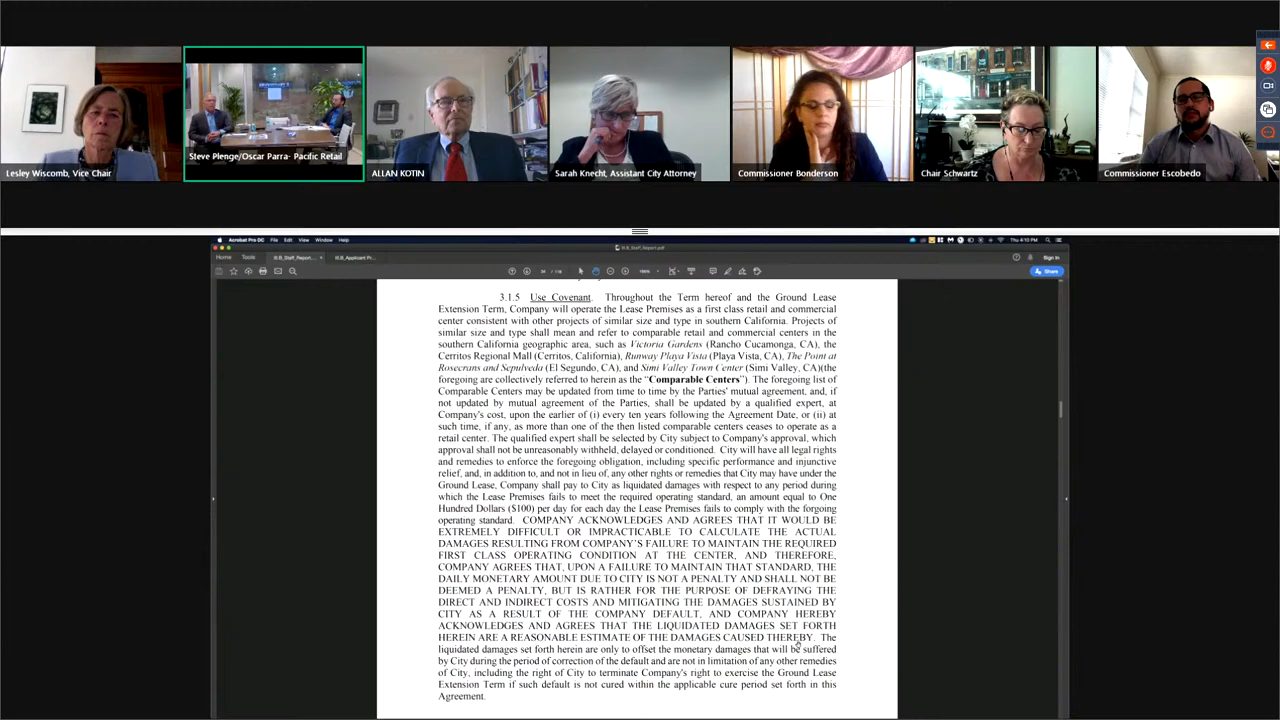 Lesley Wiscomb, Vice Chair
Steve Plenge/Oscar Parra- Pacific Retail
ALLAN KOTIN
Sarah Knecht, Assistant City Attorney
Commissioner Bonderson
Chair Schwartz
Commissioner Escobedo
Acrobat Pro DC File Edit View Window Help
Thu 4:10 PM
III.B_Staff_Report.pdf
Home Tools III.B_Staff_Report... × III.B_Applicant Pr...
Sign In
Share
3.1.5 Use Covenant. Throughout the Term hereof and the Ground Lease
Extension Term, Company will operate the Lease Premises as a first class retail and commercial
center consistent with other projects of similar size and type in southern California. Projects of
similar size and type shall mean and refer to comparable retail and commercial centers in the
southern California geographic area, such as Victoria Gardens (Rancho Cucamonga, CA), the
Cerritos Regional Mall (Cerritos, California), Runway Playa Vista (Playa Vista, CA), The Point at
Rosecrans and Sepulveda (El Segundo, CA), and Simi Valley Town Center (Simi Valley, CA)(the
foregoing are collectively referred to herein as the “Comparable Centers”). The foregoing list of
Comparable Centers may be updated from time to time by the Parties' mutual agreement, and, if
not updated by mutual agreement of the Parties, shall be updated by a qualified expert, at
Company's cost, upon the earlier of (i) every ten years following the Agreement Date, or (ii) at
such time, if any, as more than one of the then listed comparable centers ceases to operate as a
retail center. The qualified expert shall be selected by City subject to Company's approval, which
approval shall not be unreasonably withheld, delayed or conditioned. City will have all legal rights
and remedies to enforce the foregoing obligation, including specific performance and injunctive
relief, and, in addition to, and not in lieu of, any other rights or remedies that City may have under the
Ground Lease, Company shall pay to City as liquidated damages with respect to any period during
which the Lease Premises fails to meet the required operating standard, an amount equal to One
Hundred Dollars ($100) per day for each day the Lease Premises fails to comply with the forgoing
operating standard. COMPANY ACKNOWLEDGES AND AGREES THAT IT WOULD BE
EXTREMELY DIFFICULT OR IMPRACTICABLE TO CALCULATE THE ACTUAL
DAMAGES RESULTING FROM COMPANY'S FAILURE TO MAINTAIN THE REQUIRED
FIRST CLASS OPERATING CONDITION AT THE CENTER, AND THEREFORE,
COMPANY AGREES THAT, UPON A FAILURE TO MAINTAIN THAT STANDARD, THE
DAILY MONETARY AMOUNT DUE TO CITY IS NOT A PENALTY AND SHALL NOT BE
DEEMED A PENALTY, BUT IS RATHER FOR THE PURPOSE OF DEFRAYING THE
DIRECT AND INDIRECT COSTS AND MITIGATING THE DAMAGES SUSTAINED BY
CITY AS A RESULT OF THE COMPANY DEFAULT, AND COMPANY HEREBY
ACKNOWLEDGES AND AGREES THAT THE LIQUIDATED DAMAGES SET FORTH
HEREIN ARE A REASONABLE ESTIMATE OF THE DAMAGES CAUSED THEREBY. The
liquidated damages set forth herein are only to offset the monetary damages that will be suffered
by City during the period of correction of the default and are not in limitation of any other remedies
of City, including the right of City to terminate Company's right to exercise the Ground Lease
Extension Term if such default is not cured within the applicable cure period set forth in this
Agreement.